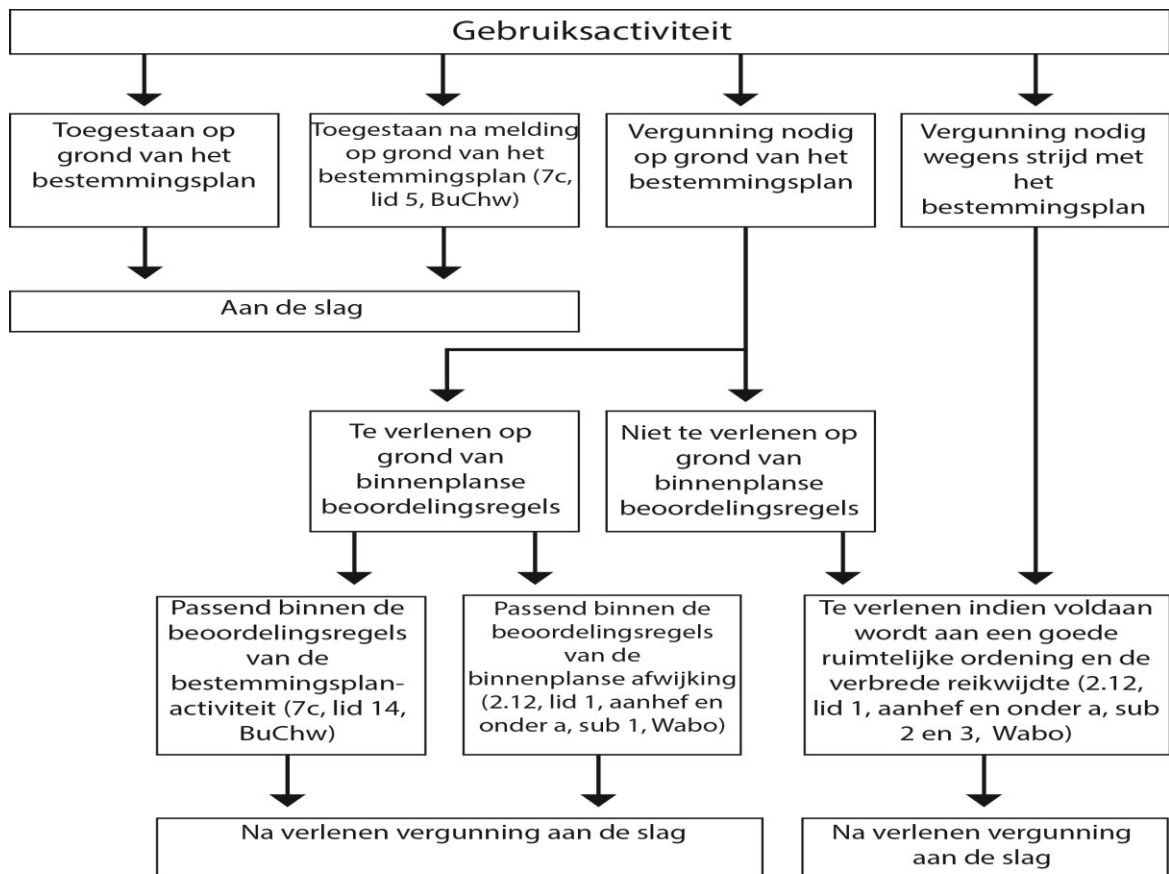 Gebruiksactiviteit
Toegestaan op
grond van het
bestemmingsplan
Toegestaan na melding
op grond van het
bestemmingsplan (7c,
lid 5, BuChw)
Vergunning nodig
op grond van het
bestemmingsplan
Vergunning nodig
wegens strijd met
het
bestemmingsplan
Aan de slag
Te verlenen op
grond van
binnenplanse
beoordelingsregels
Niet te verlenen op
grond van
binnenplanse
beoordelingsregels
Passend binnen de
beoordelingsregels
van de
bestemmingsplan-
activiteit (7c, lid 14,
BuChw)
Passend binnen de
beoordelingsregels
van de
binnenplanse afwijking
(2.12, lid 1, aanhef en
onder a, sub 1, Wabo)
Te verlenen indien voldaan
wordt aan een goede
ruimtelijke ordening en de
verbrede reikwijdte (2.12,
lid 1, aanhef en onder a, sub
2 en 3, Wabo)
Na verlenen vergunning aan de slag
Na verlenen vergunning
aan de slag